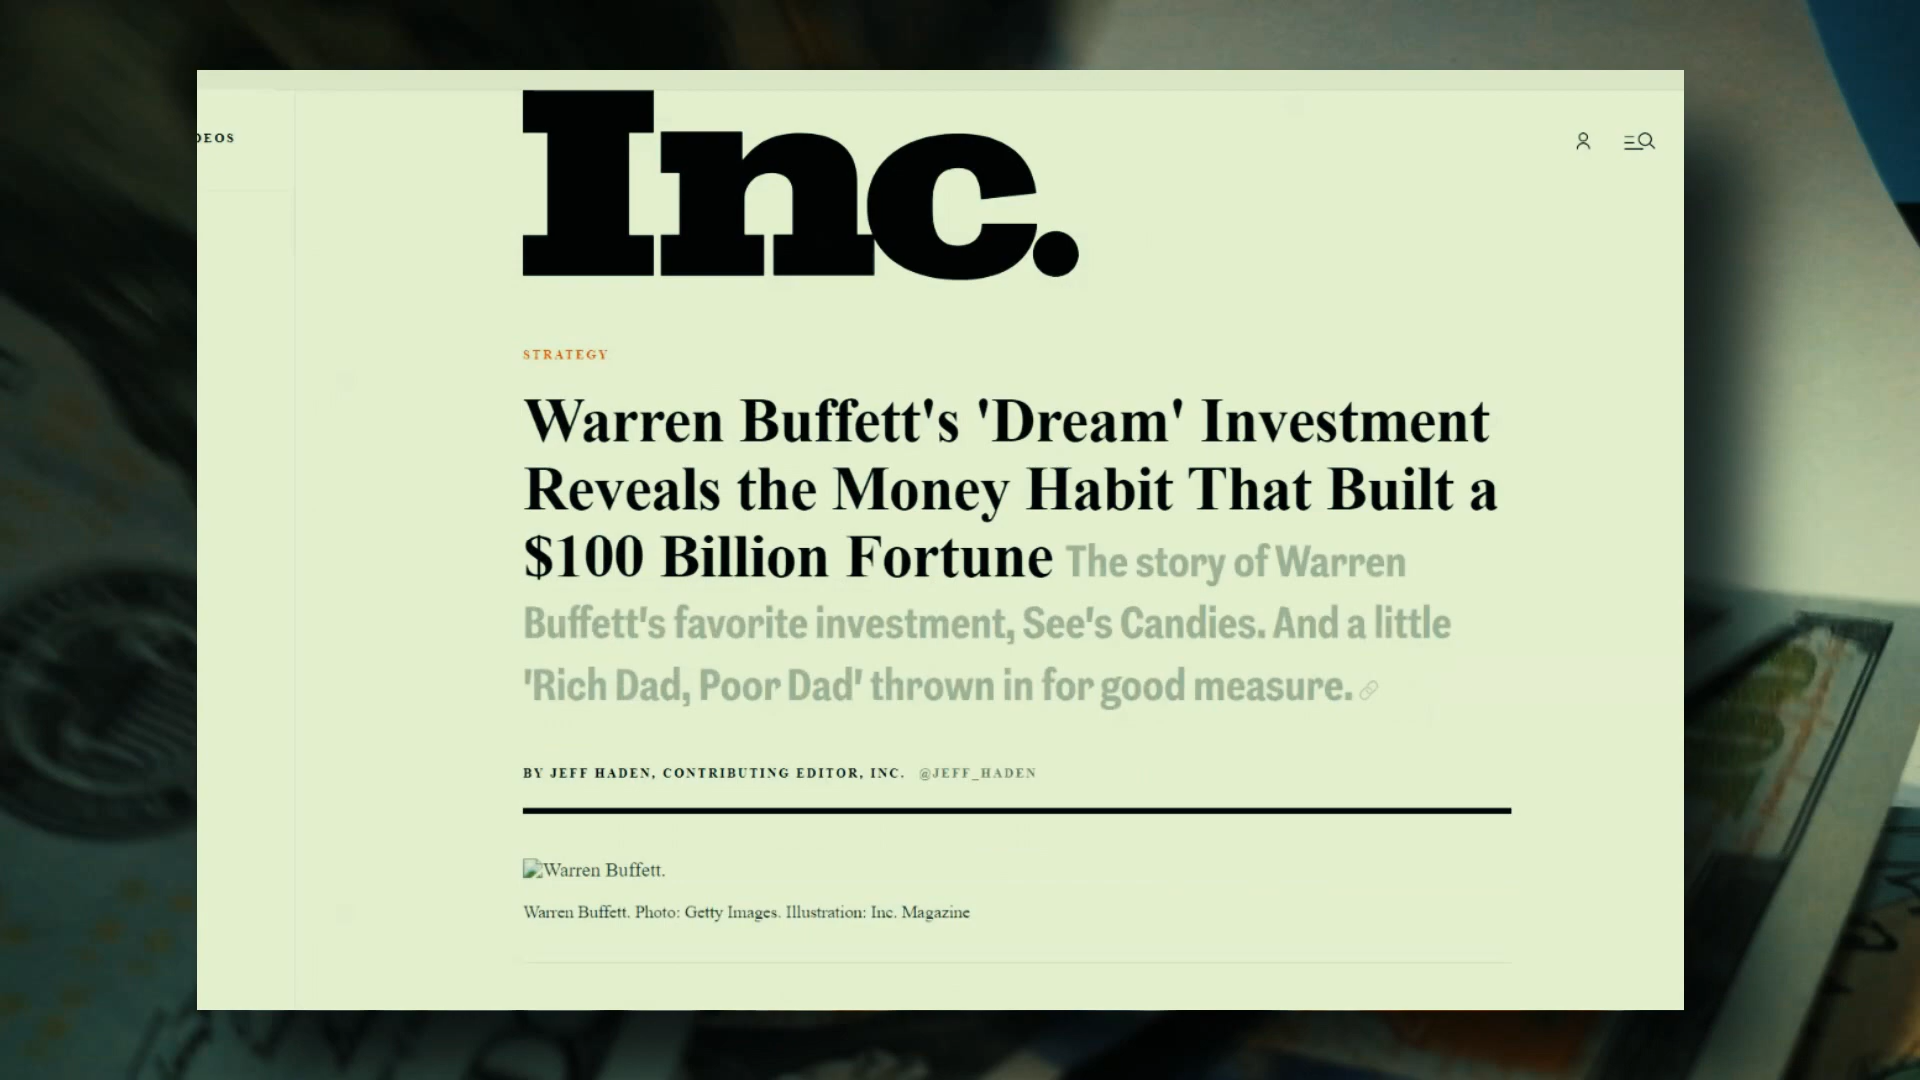 DEOS
Inc.
STRATEGY
Warren Buffett's 'Dream' Investment
Reveals the Money Habit That Built a
$100 Billion Fortune The story of Warren
Buffett's favorite investment, See's Candies. And a little
'Rich Dad, Poor Dad' thrown in for good measure.
BY JEFF HADEN, CONTRIBUTING EDITOR, INC. @JEFF_HADEN
Warren Buffett.
Warren Buffett. Photo: Getty Images. Illustration: Inc. Magazine